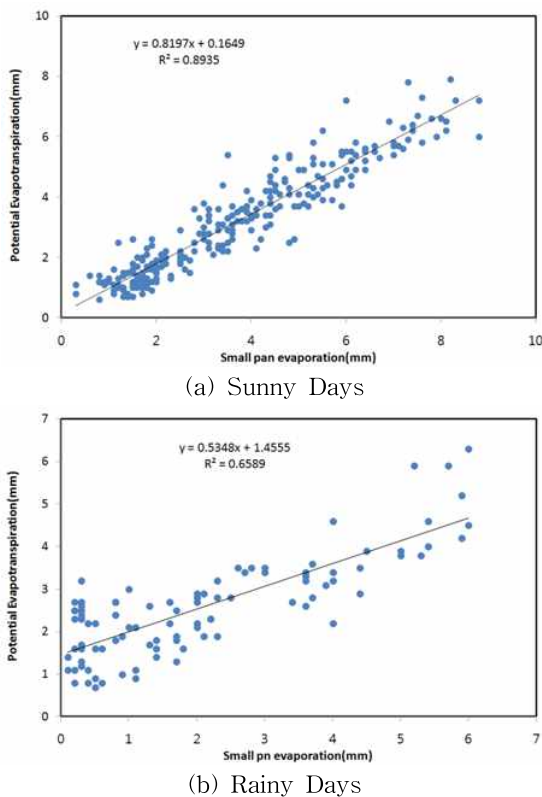 y = 0.8197x + 0.1649
R² = 0.8935
Potential Evapotranspiration(mm)
10
8
6
4
2
0
0 2 4 6 8 10
Small pan evaporation(mm)
(a) Sunny Days
y = 0.5348x + 1.4555
R² = 0.6589
Potential Evapotranspiration(mm)
7
6
5
4
3
2
1
0
0 1 2 3 4 5 6 7
Small pn evaporation(mm)
(b) Rainy Days